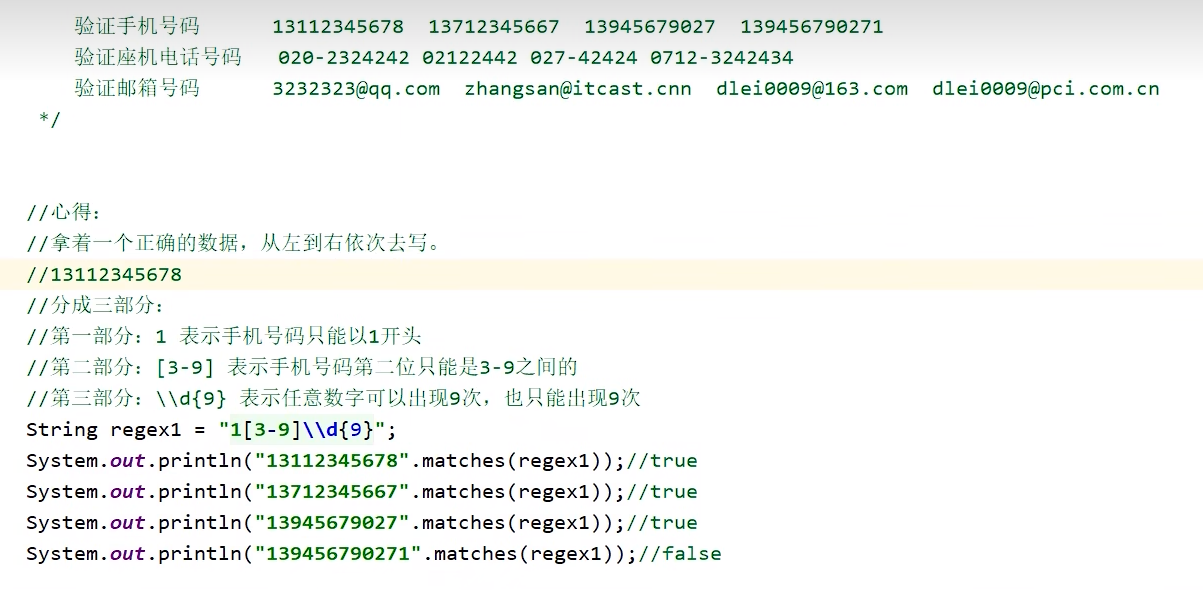 验证手机号码 13112345678 13712345667 13945679027 139456790271
验证座机电话号码 020-2324242 02122442 027-42424 0712-3242434
验证邮箱号码 3232323@qq.com zhangsan@itcast.cnn dlei0009@163.com dlei0009@pci.com.cn
*/
//心得：
//拿着一个正确的数据，从左到右依次去写。
//13112345678
//分成三部分：
//第一部分：1 表示手机号码只能以1开头
//第二部分：[3-9] 表示手机号码第二位只能是3-9之间的
//第三部分：\\d{9} 表示任意数字可以出现9次，也只能出现9次
String regex1 = "1[3-9]\\d{9}";
System.out.println("13112345678".matches(regex1));//true
System.out.println("13712345667".matches(regex1));//true
System.out.println("13945679027".matches(regex1));//true
System.out.println("139456790271".matches(regex1));//false